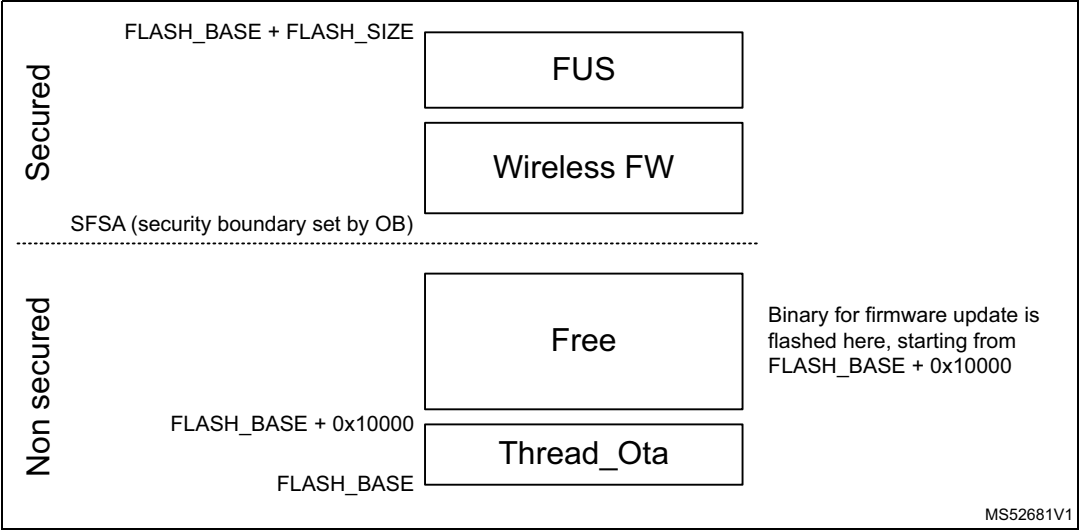 FLASH_BASE + FLASH_SIZE
FUS
Secured
Wireless FW
SFSA (security boundary set by OB)
Non secured
Free
Binary for firmware update is
flashed here, starting from
FLASH_BASE + 0x10000
FLASH_BASE + 0x10000
Thread_Ota
FLASH_BASE
MS52681V1